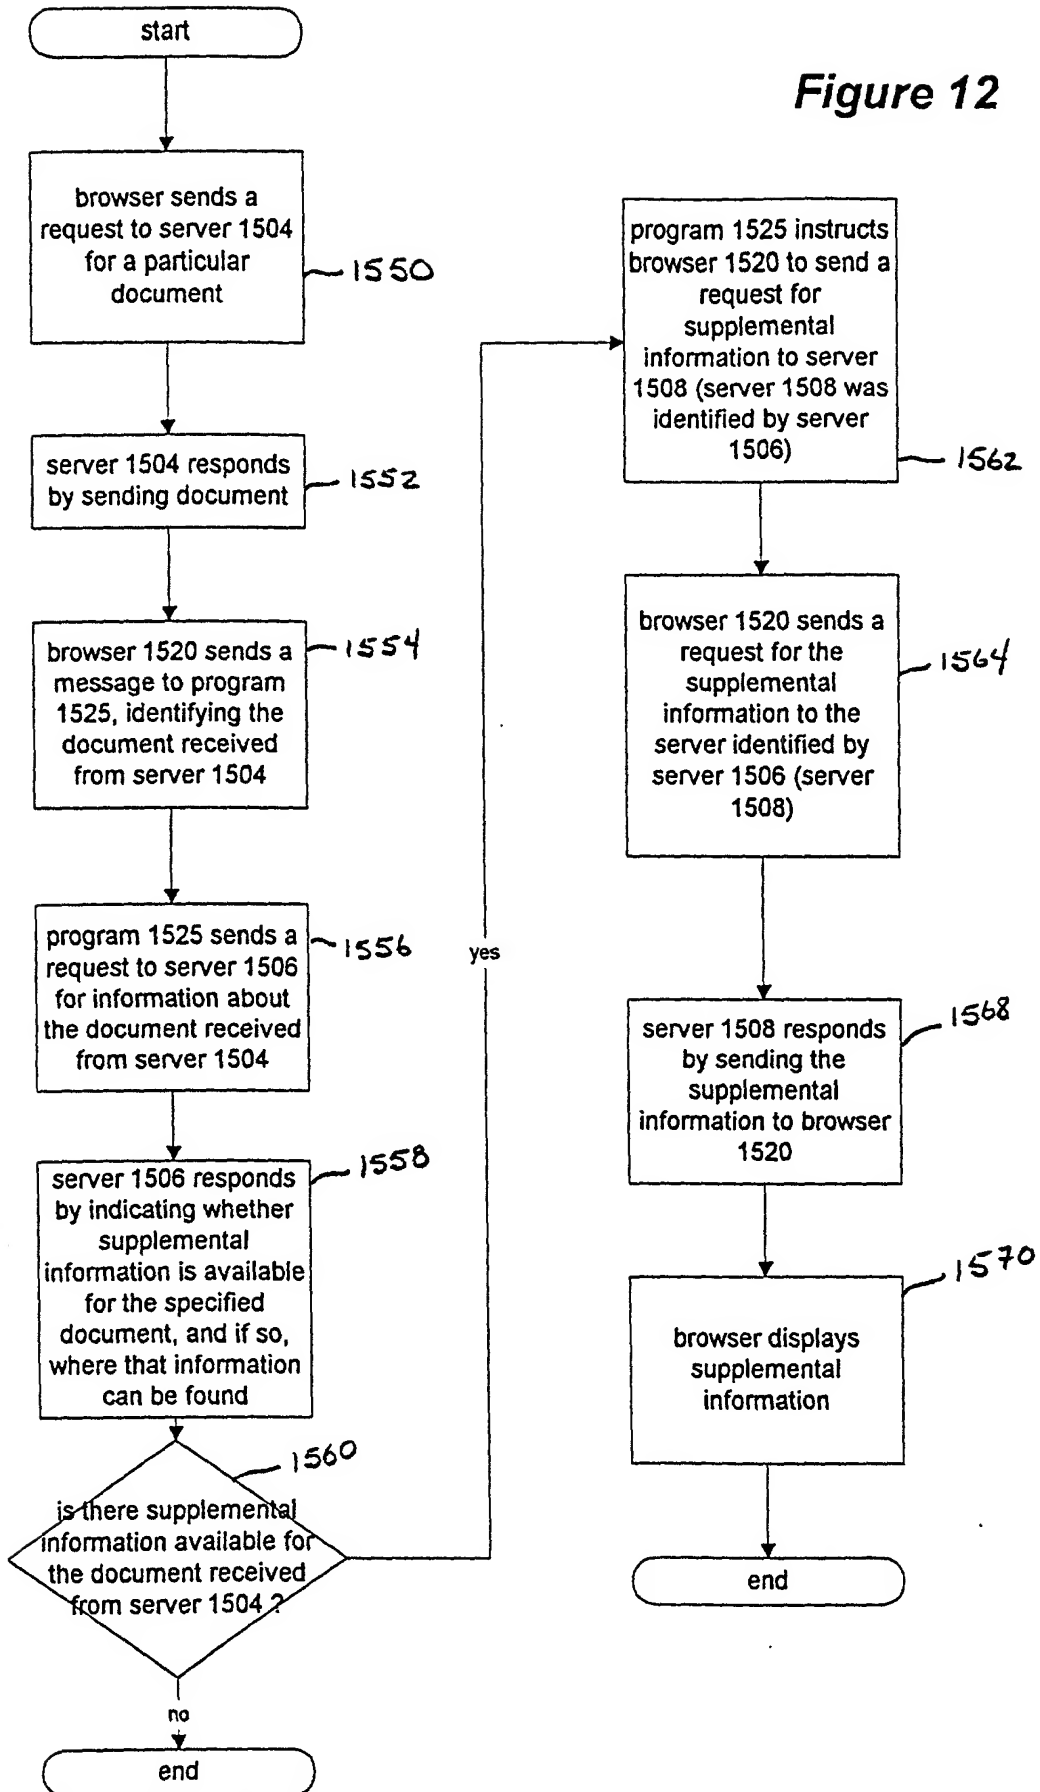 start
Figure 12
browser sends a
request to server 1504
for a particular
document
1550
server 1504 responds
by sending document
1552
browser 1520 sends a
message to program
1525, identifying the
document received
from server 1504
1554
program 1525 sends a
request to server 1506
for information about
the document received
from server 1504
1556
server 1506 responds
by indicating whether
supplemental
information is available
for the specified
document, and if so,
where that information
can be found
1558
is there supplemental
information available for
the document received
from server 1504 ?
1560
no
end
yes
program 1525 instructs
browser 1520 to send a
request for
supplemental
information to server
1508 (server 1508 was
identified by server
1506)
1562
browser 1520 sends a
request for the
supplemental
information to the
server identified by
server 1506 (server
1508)
1564
server 1508 responds
by sending the
supplemental
information to browser
1520
1568
browser displays
supplemental
information
1570
end